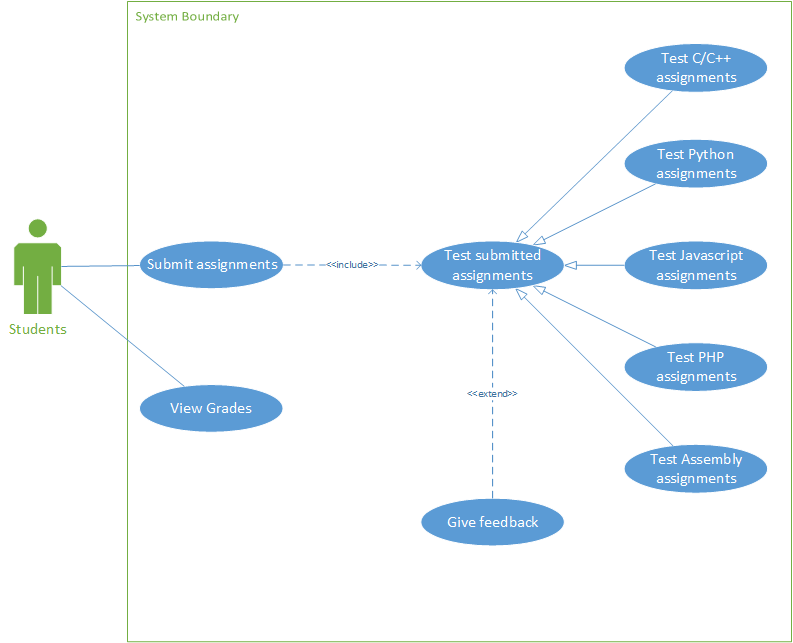 System Boundary
Test C/C++
assignments
Test Python
assignments
Submit assignments
<<include>>
Test submitted
assignments
Test Javascript
assignments
Students
Test PHP
assignments
View Grades
<<extend>>
Test Assembly
assignments
Give feedback